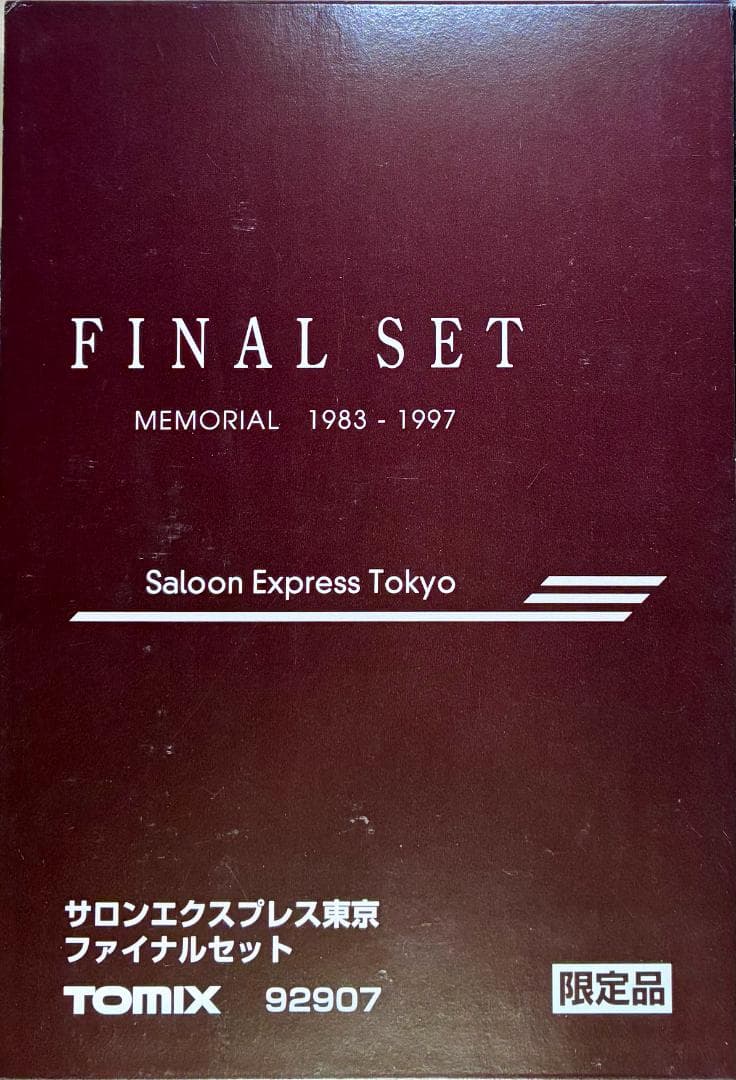 FINAL SET
MEMORIAL 1983 - 1997
Saloon Express Tokyo
サロンエクスプレス東京
ファイナルセット
TOMIX 92907
限定品